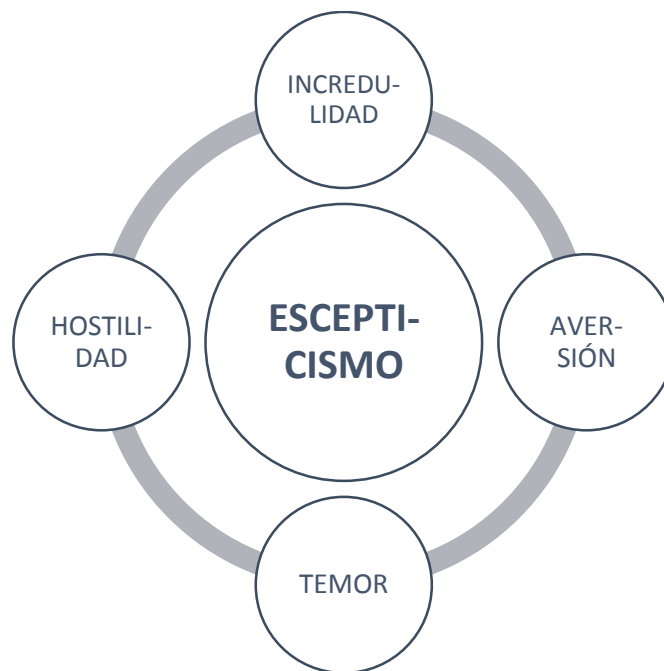 INCREDU-
LIDAD
HOSTILI-
DAD
ESCEPTI-
CISMO
AVER-
SIÓN
TEMOR